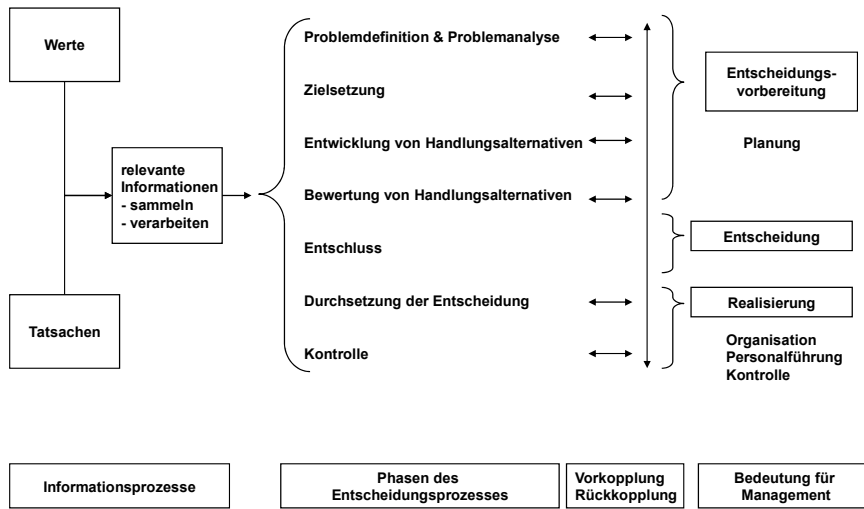 Werte
Tatsachen
relevante
Informationen
- sammeln
- verarbeiten
Problemdefinition & Problemanalyse
Zielsetzung
Entwicklung von Handlungsalternativen
Bewertung von Handlungsalternativen
Entschluss
Durchsetzung der Entscheidung
Kontrolle
Entscheidungs-
vorbereitung
Planung
Entscheidung
Realisierung
Organisation
Personalführung
Kontrolle
Informationsprozesse
Phasen des
Entscheidungsprozesses
Vorkopplung
Rückkopplung
Bedeutung für
Management